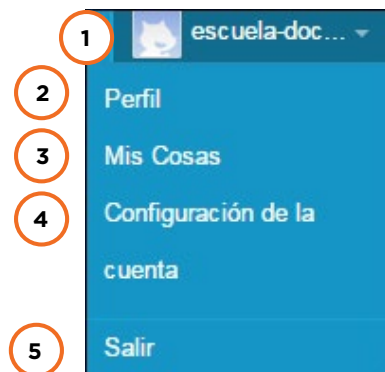 1 escuela-doc...
2 Perfil
3 Mis Cosas
4 Configuración de la
cuenta
5 Salir